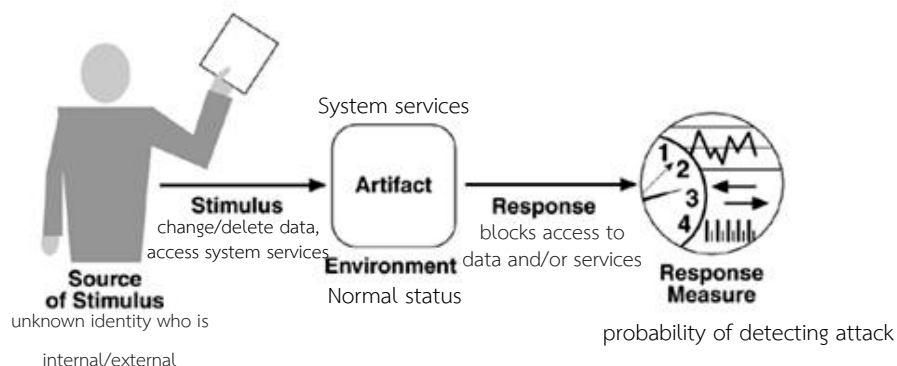 System services
Artifact
Stimulus
change/delete data,
access system services
Environment
Normal status
Source
of Stimulus
unknown identity who is
internal/external
Response
blocks access to
data and/or services
1
2
3
4
Response
Measure
probability of detecting attack